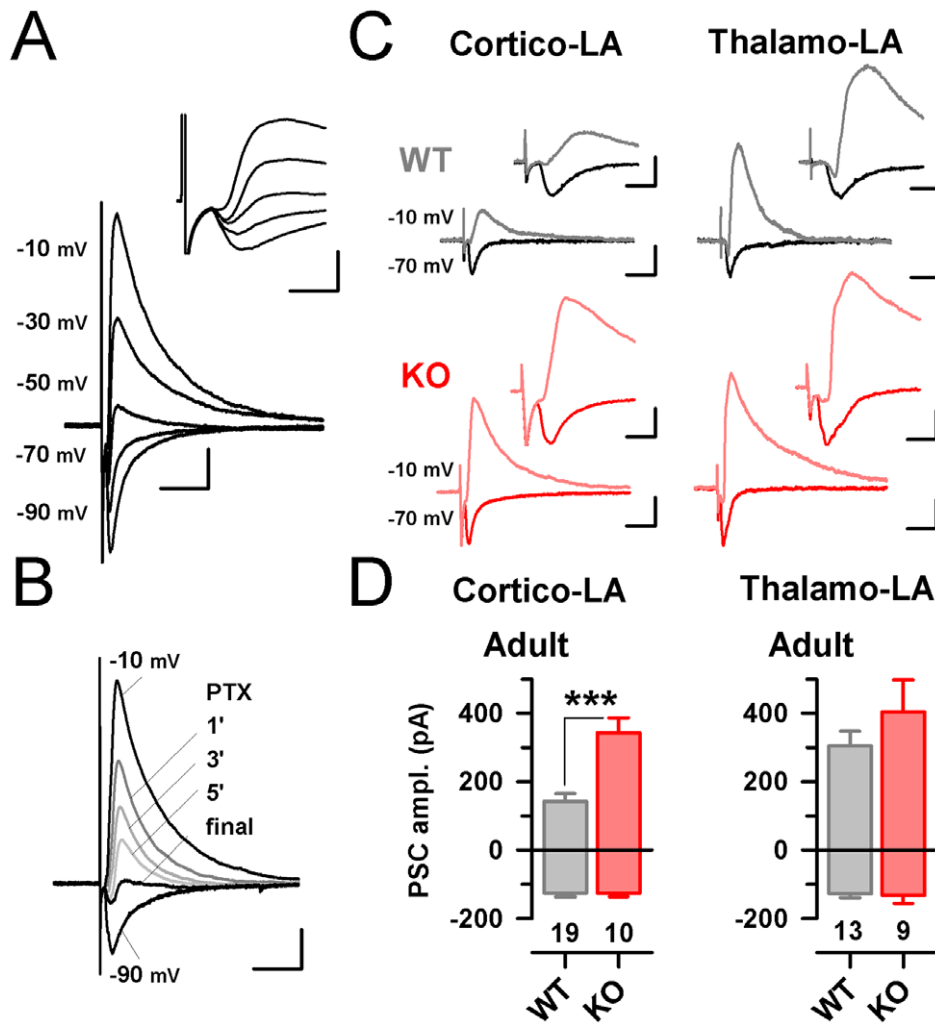 A
-10 mV
-30 mV
-50 mV
-70 mV
-90 mV
B
-10 mV
PTX
1'
3'
5'
final
-90 mV
C
Cortico-LA
Thalamo-LA
WT
-10 mV
-70 mV
KO
-10 mV
-70 mV
D
Cortico-LA
Thalamo-LA
Adult
Adult
PSC ampl. (pA)
400
200
0
-200
***
19
10
WT
KO
400
200
0
-200
13
9
WT
KO